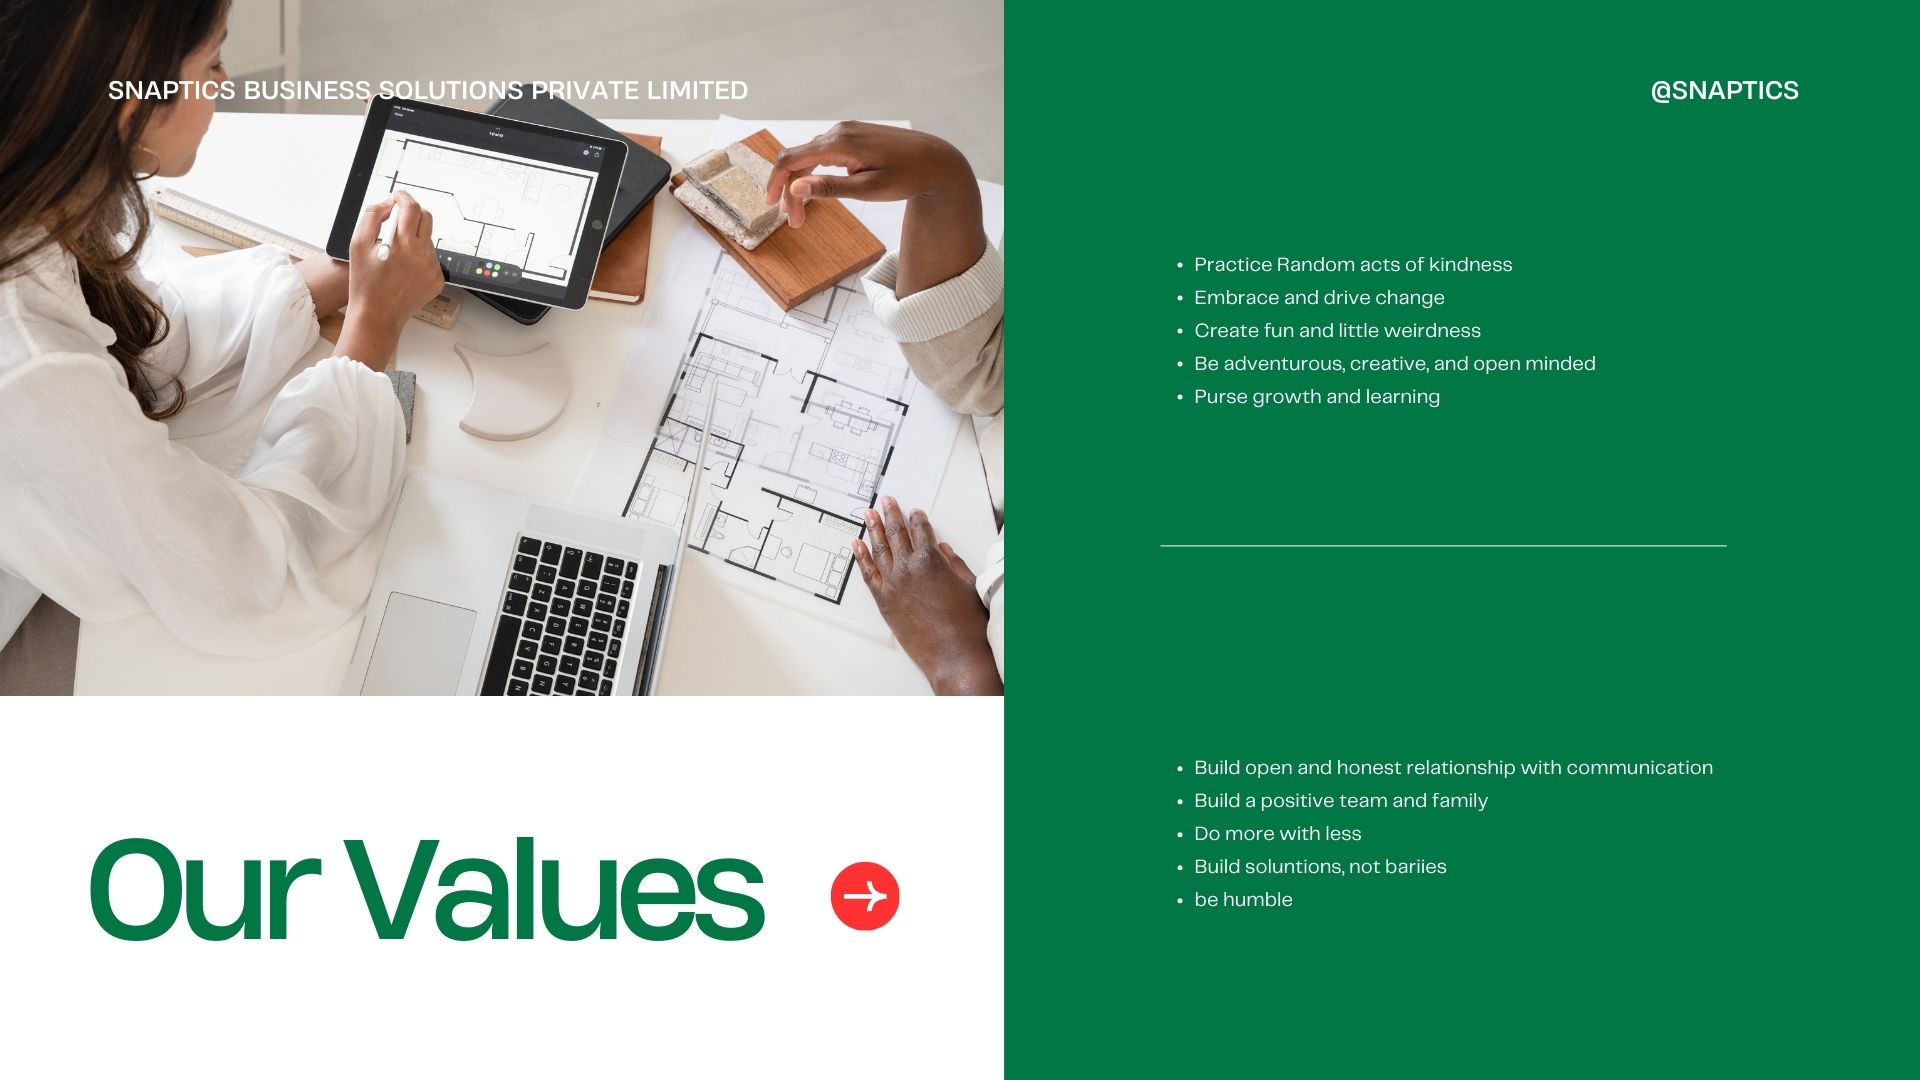 SNAPTICS BUSINESS SOLUTIONS PRIVATE LIMITED
@SNAPTICS
• Practice Random acts of kindness
• Embrace and drive change
• Create fun and little weirdness
• Be adventurous, creative, and open minded
• Purse growth and learning
• Build open and honest relationship with communication
• Build a positive team and family
• Do more with less
• Build soluntions, not bariies
• be humble
Our Values